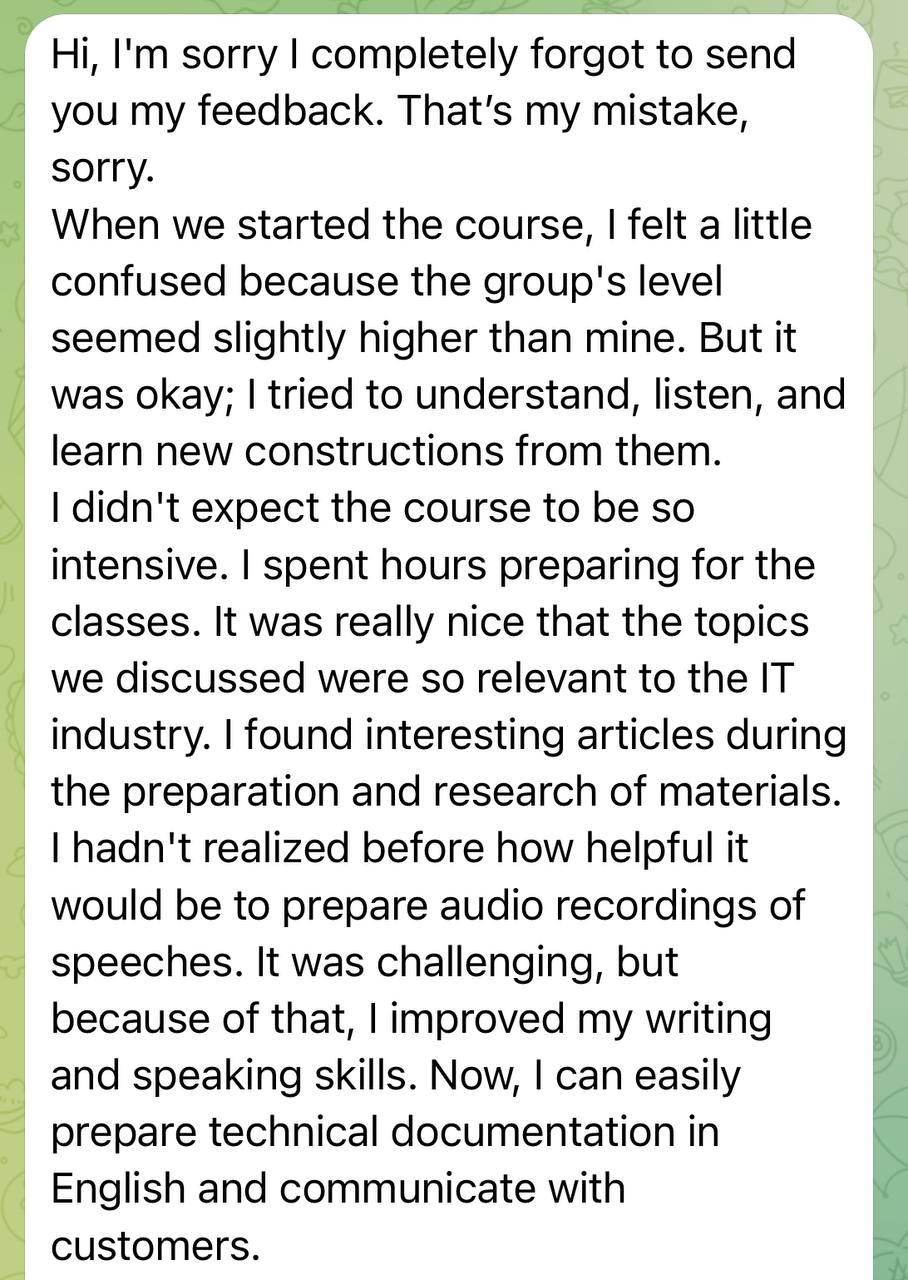 Hi, I'm sorry I completely forgot to send
you my feedback. That’s my mistake,
sorry.
When we started the course, I felt a little
confused because the group's level
seemed slightly higher than mine. But it
was okay; I tried to understand, listen, and
learn new constructions from them.
I didn't expect the course to be so
intensive. I spent hours preparing for the
classes. It was really nice that the topics
we discussed were so relevant to the IT
industry. I found interesting articles during
the preparation and research of materials.
I hadn't realized before how helpful it
would be to prepare audio recordings of
speeches. It was challenging, but
because of that, I improved my writing
and speaking skills. Now, I can easily
prepare technical documentation in
English and communicate with
customers.